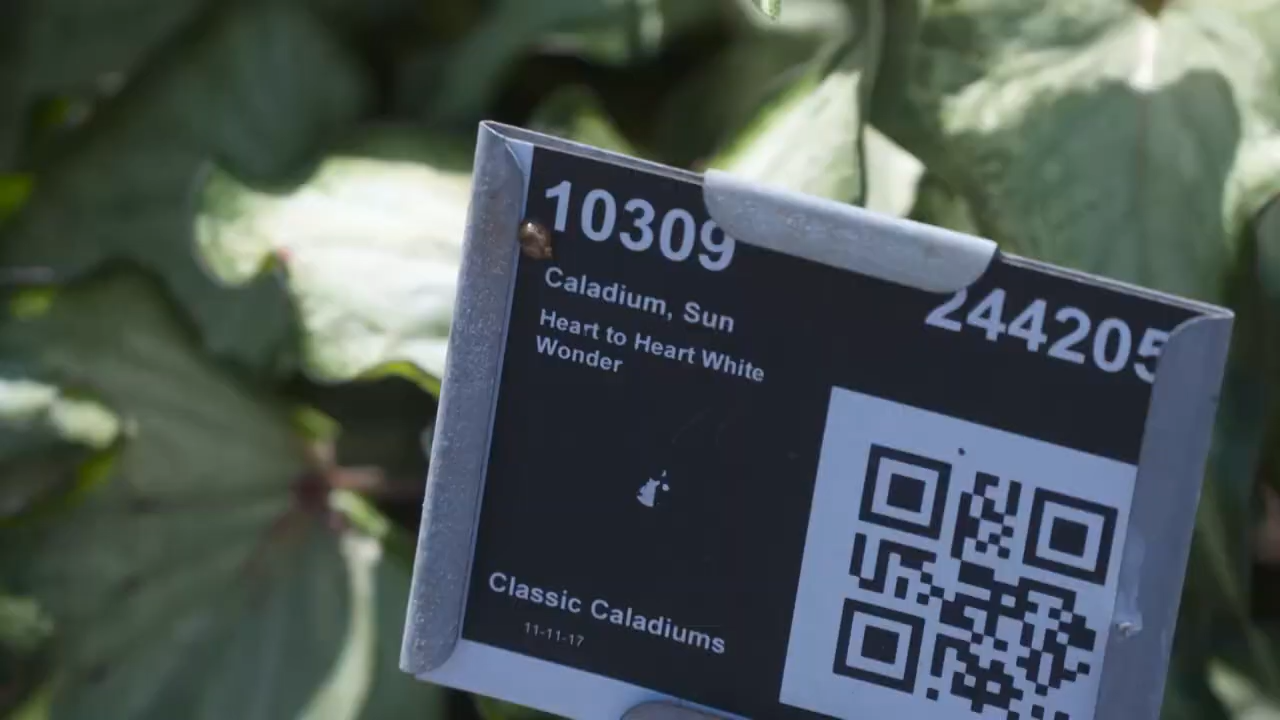 10309
244205
Caladium, Sun
Heart to Heart White
Wonder
Classic Caladiums
11-11-17